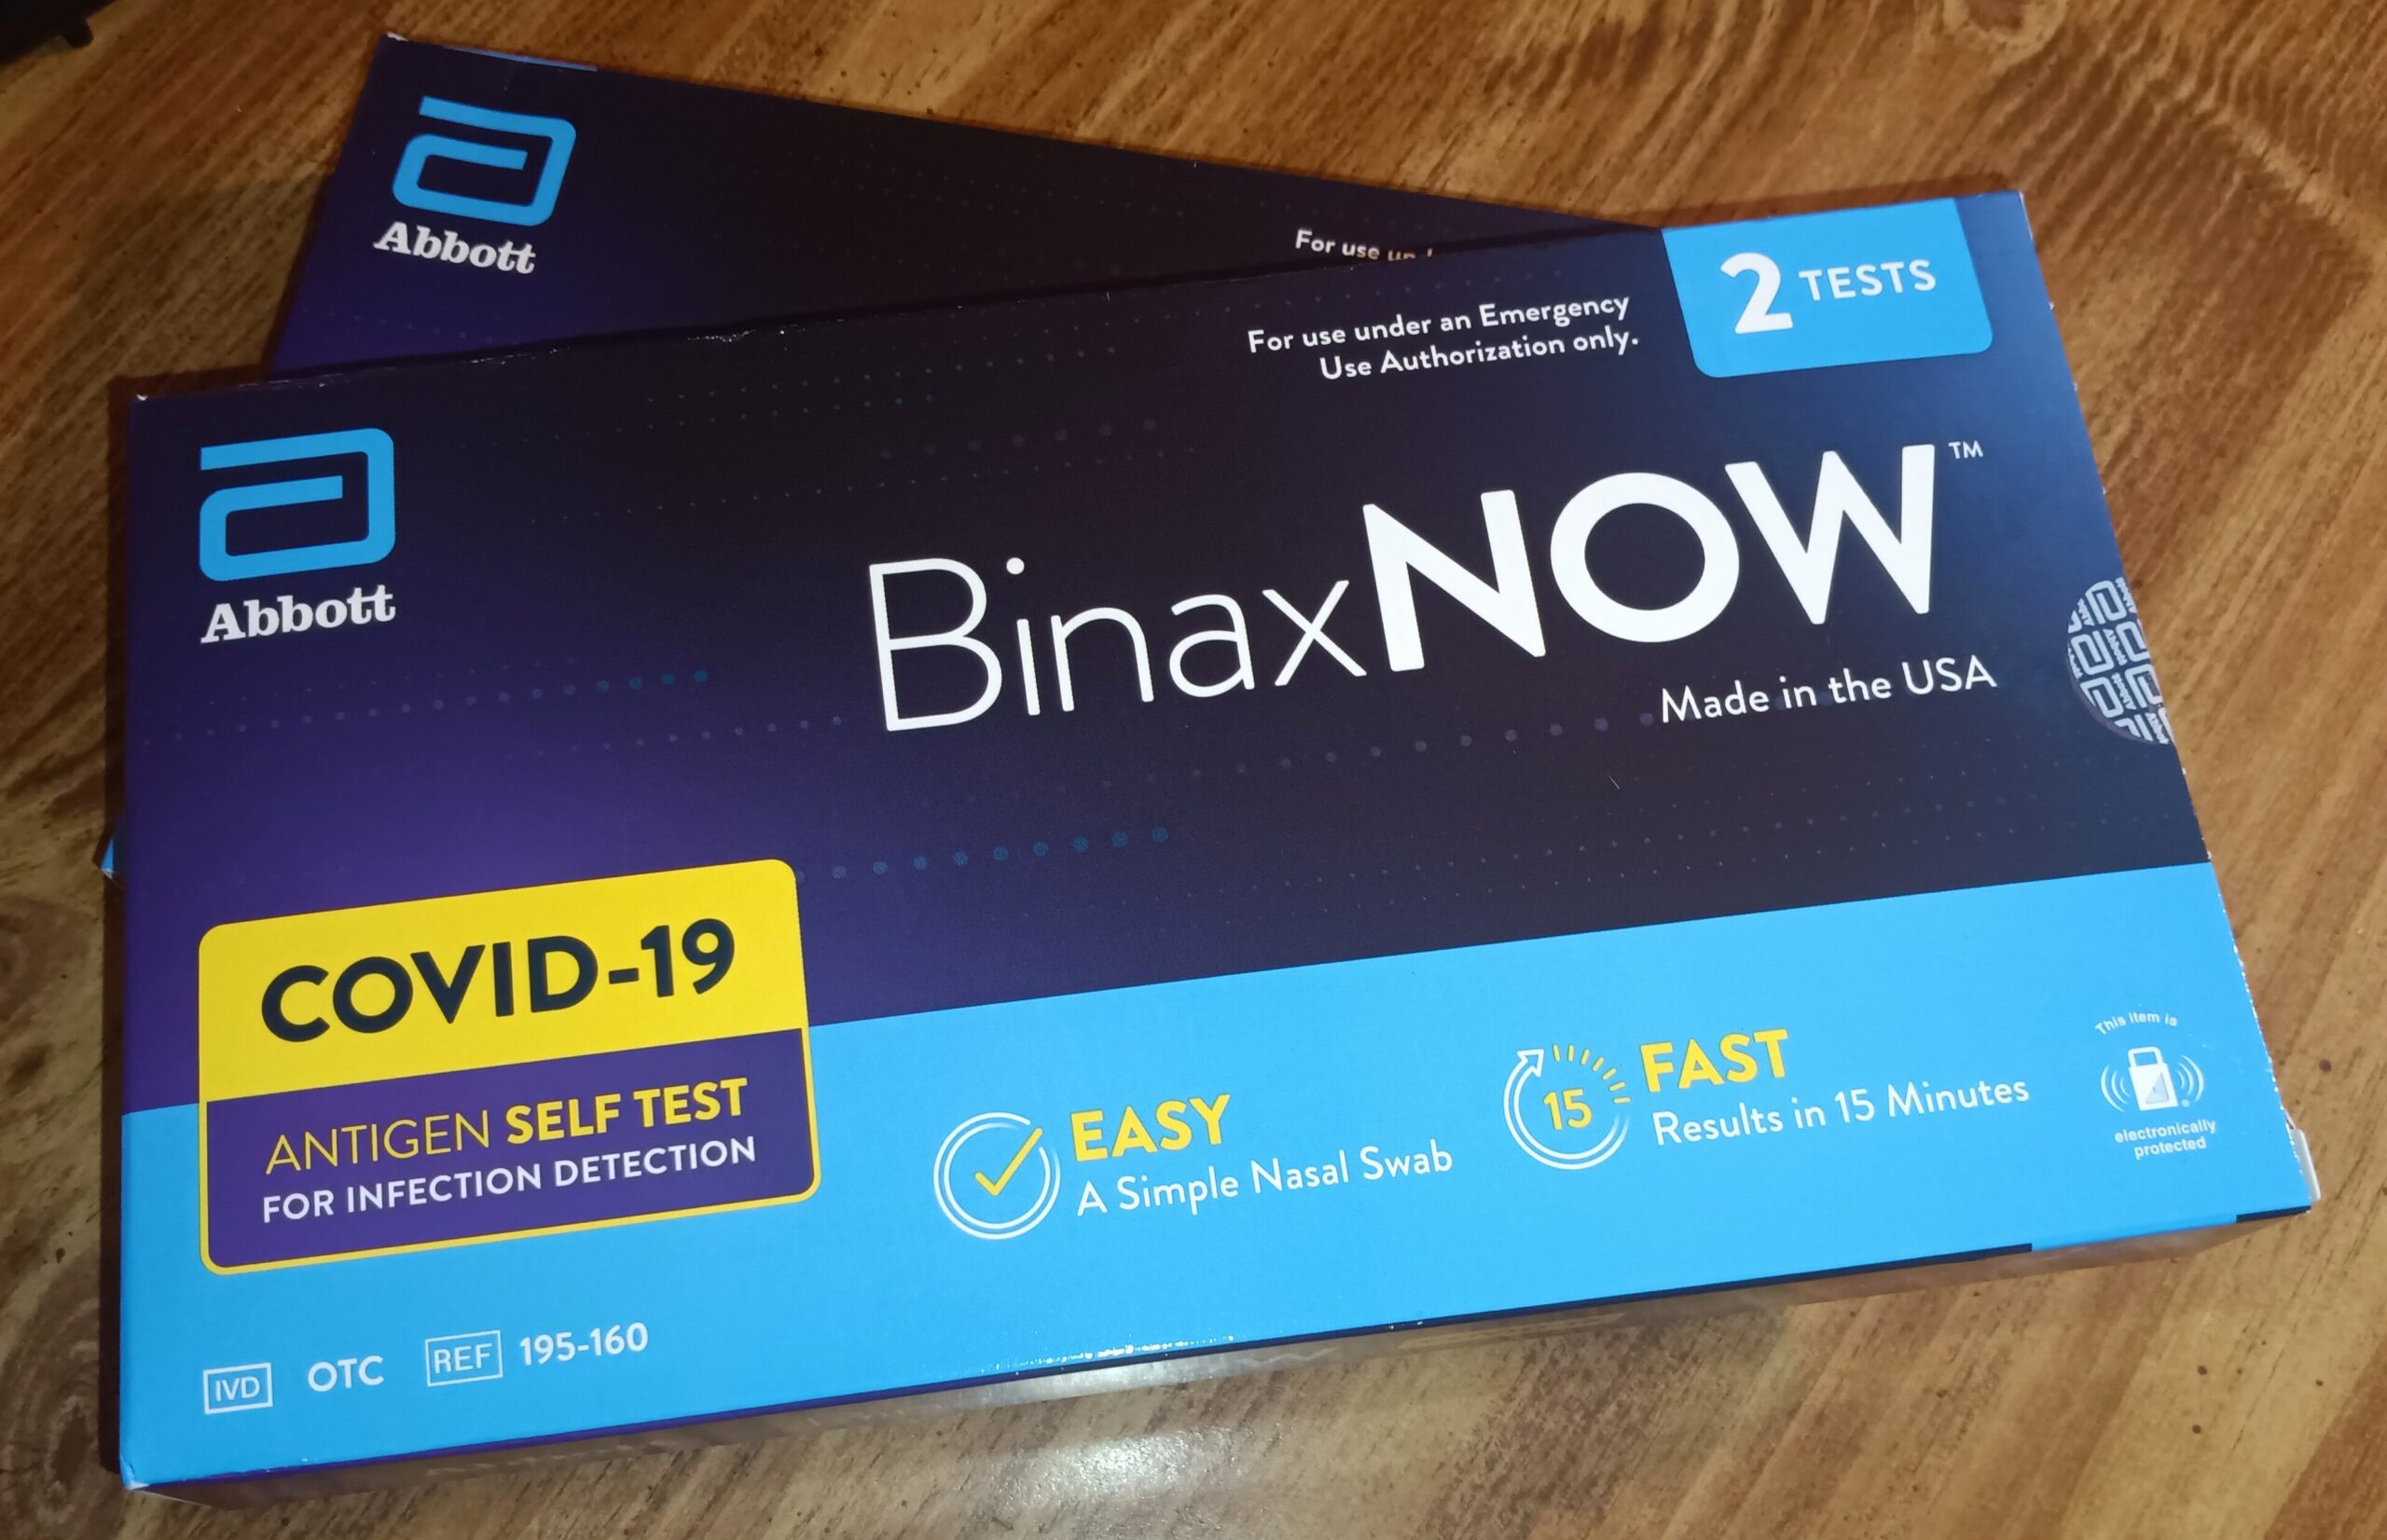 Abbott
For use
For use under an Emergency
Use Authorization only.
2 TESTS
Abbott
BinaxNOW™
Made in the USA
COVID-19
ANTIGEN SELF TEST
FOR INFECTION DETECTION
EASY
A Simple Nasal Swab
15
FAST
Results in 15 Minutes
This item is
electronically
protected
IVD OTC REF 195-160